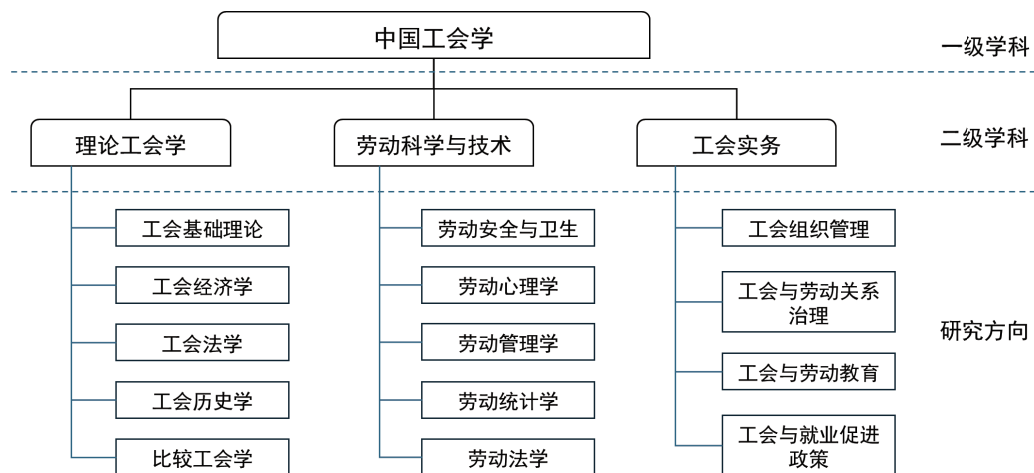 中国工会学
一级学科
理论工会学
劳动科学与技术
工会实务
二级学科
工会基础理论
工会经济学
工会法学
工会历史学
比较工会学
劳动安全与卫生
劳动心理学
劳动管理学
劳动统计学
劳动法学
工会组织管理
工会与劳动关系
治理
工会与劳动教育
工会与就业促进
政策
研究方向